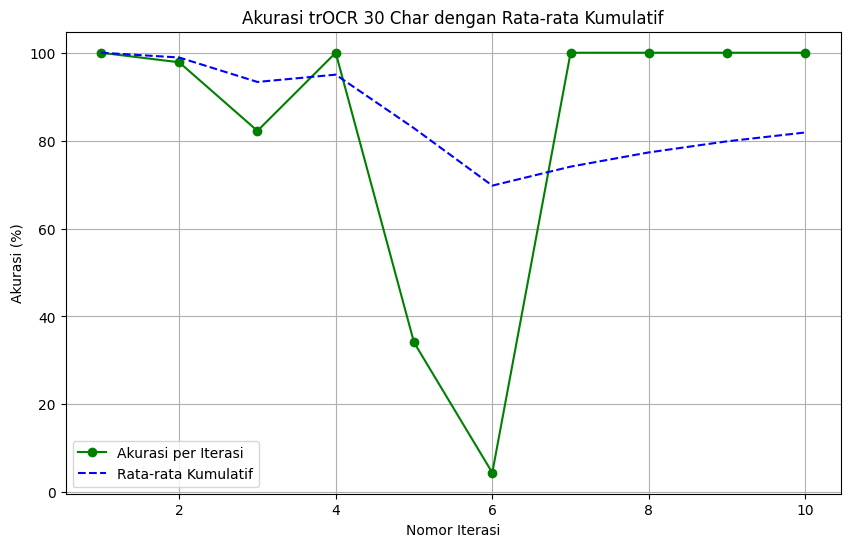 Akurasi trOCR 30 Char dengan Rata-rata Kumulatif
100
80
60
40
20
0
Akurasi (%)
Akurasi per Iterasi
Rata-rata Kumulatif
2 4 6 8 10
Nomor Iterasi